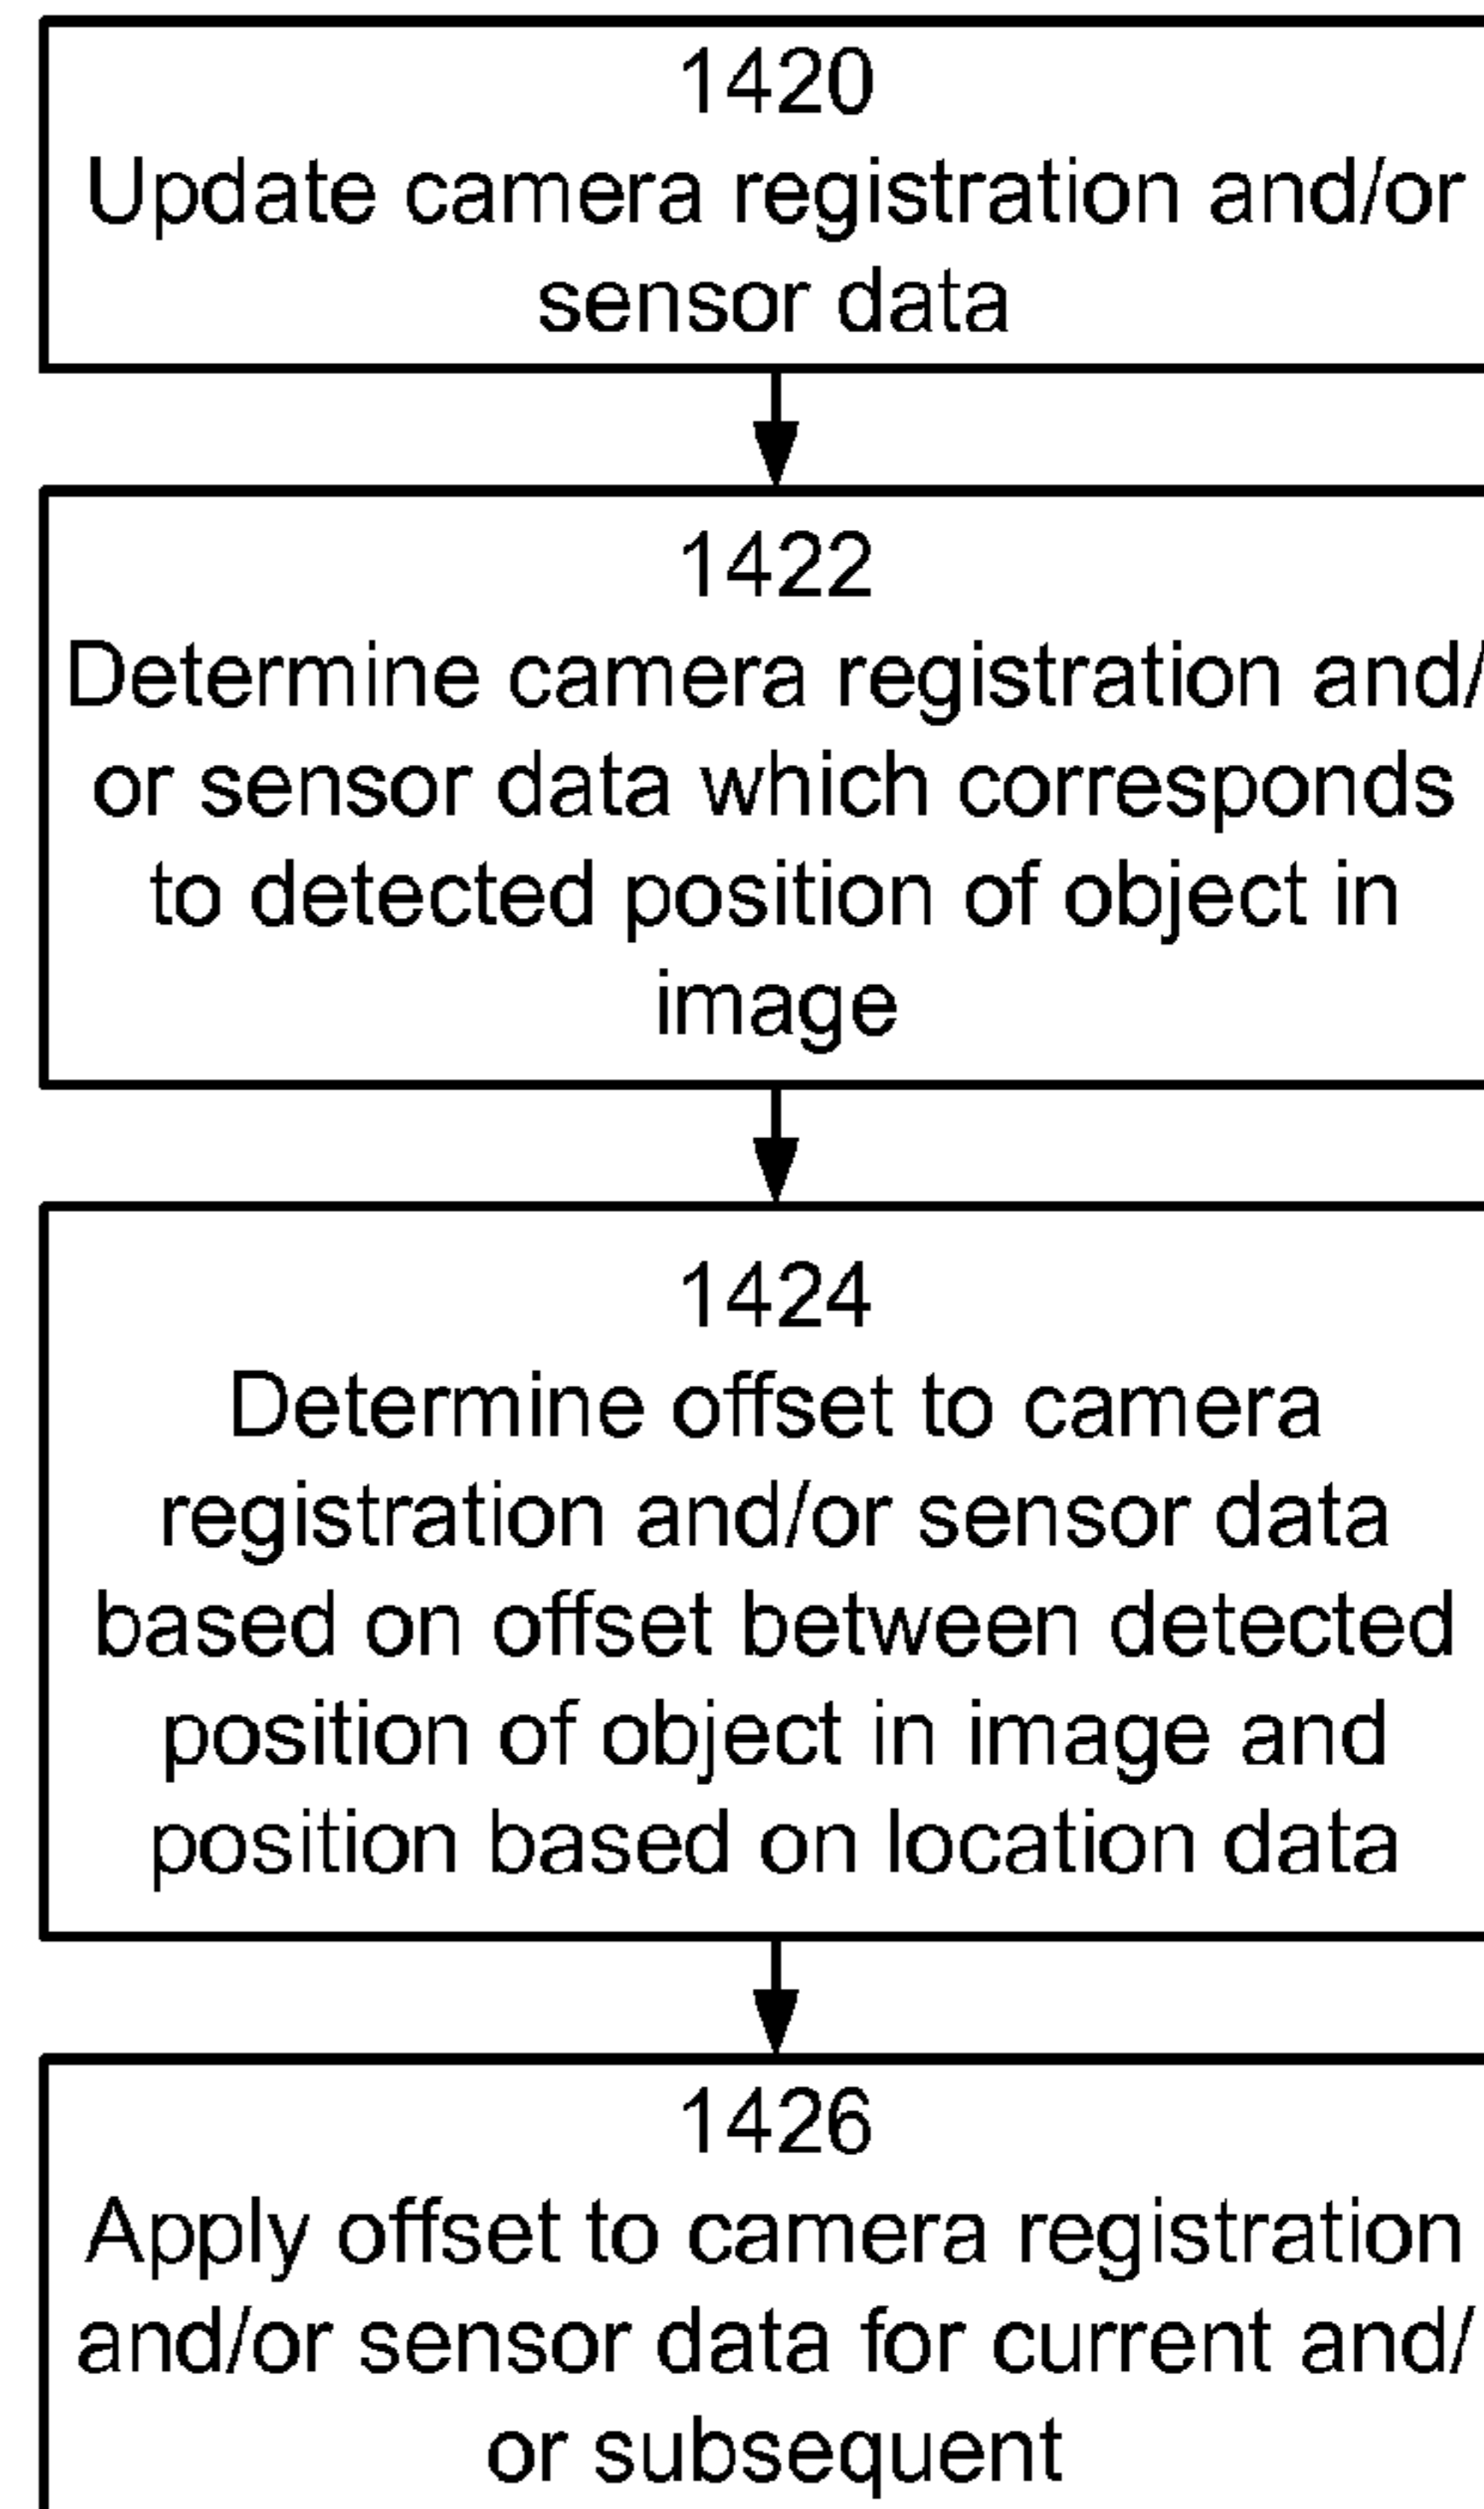 1420
Update camera registration and/or
sensor data
1422
Determine camera registration and/
or sensor data which corresponds
to detected position of object in
image
1424
Determine offset to camera
registration and/or sensor data
based on offset between detected
position of object in image and
position based on location data
1426
Apply offset to camera registration
and/or sensor data for current and/
or subsequent